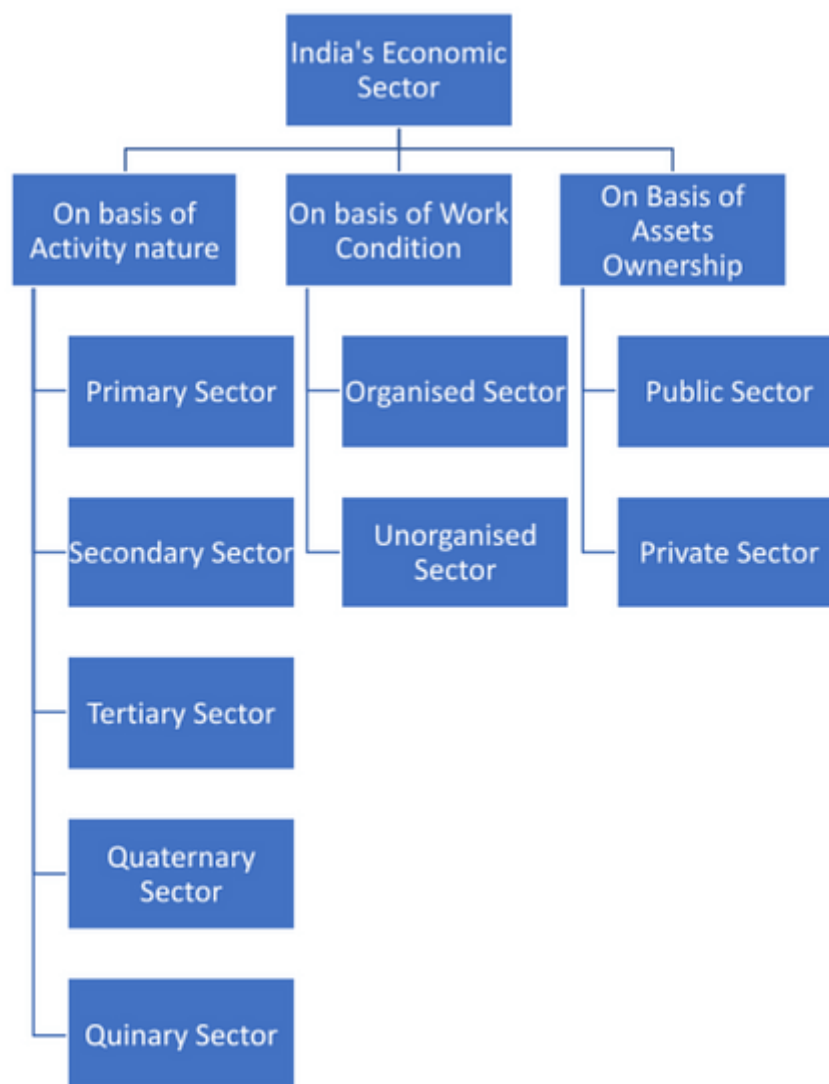 India's Economic
Sector
On basis of
Activity nature
On basis of Work
Condition
On Basis of
Assets
Ownership
Primary Sector
Organised Sector
Public Sector
Secondary Sector
Unorganised
Sector
Private Sector
Tertiary Sector
Quaternary
Sector
Quinary Sector